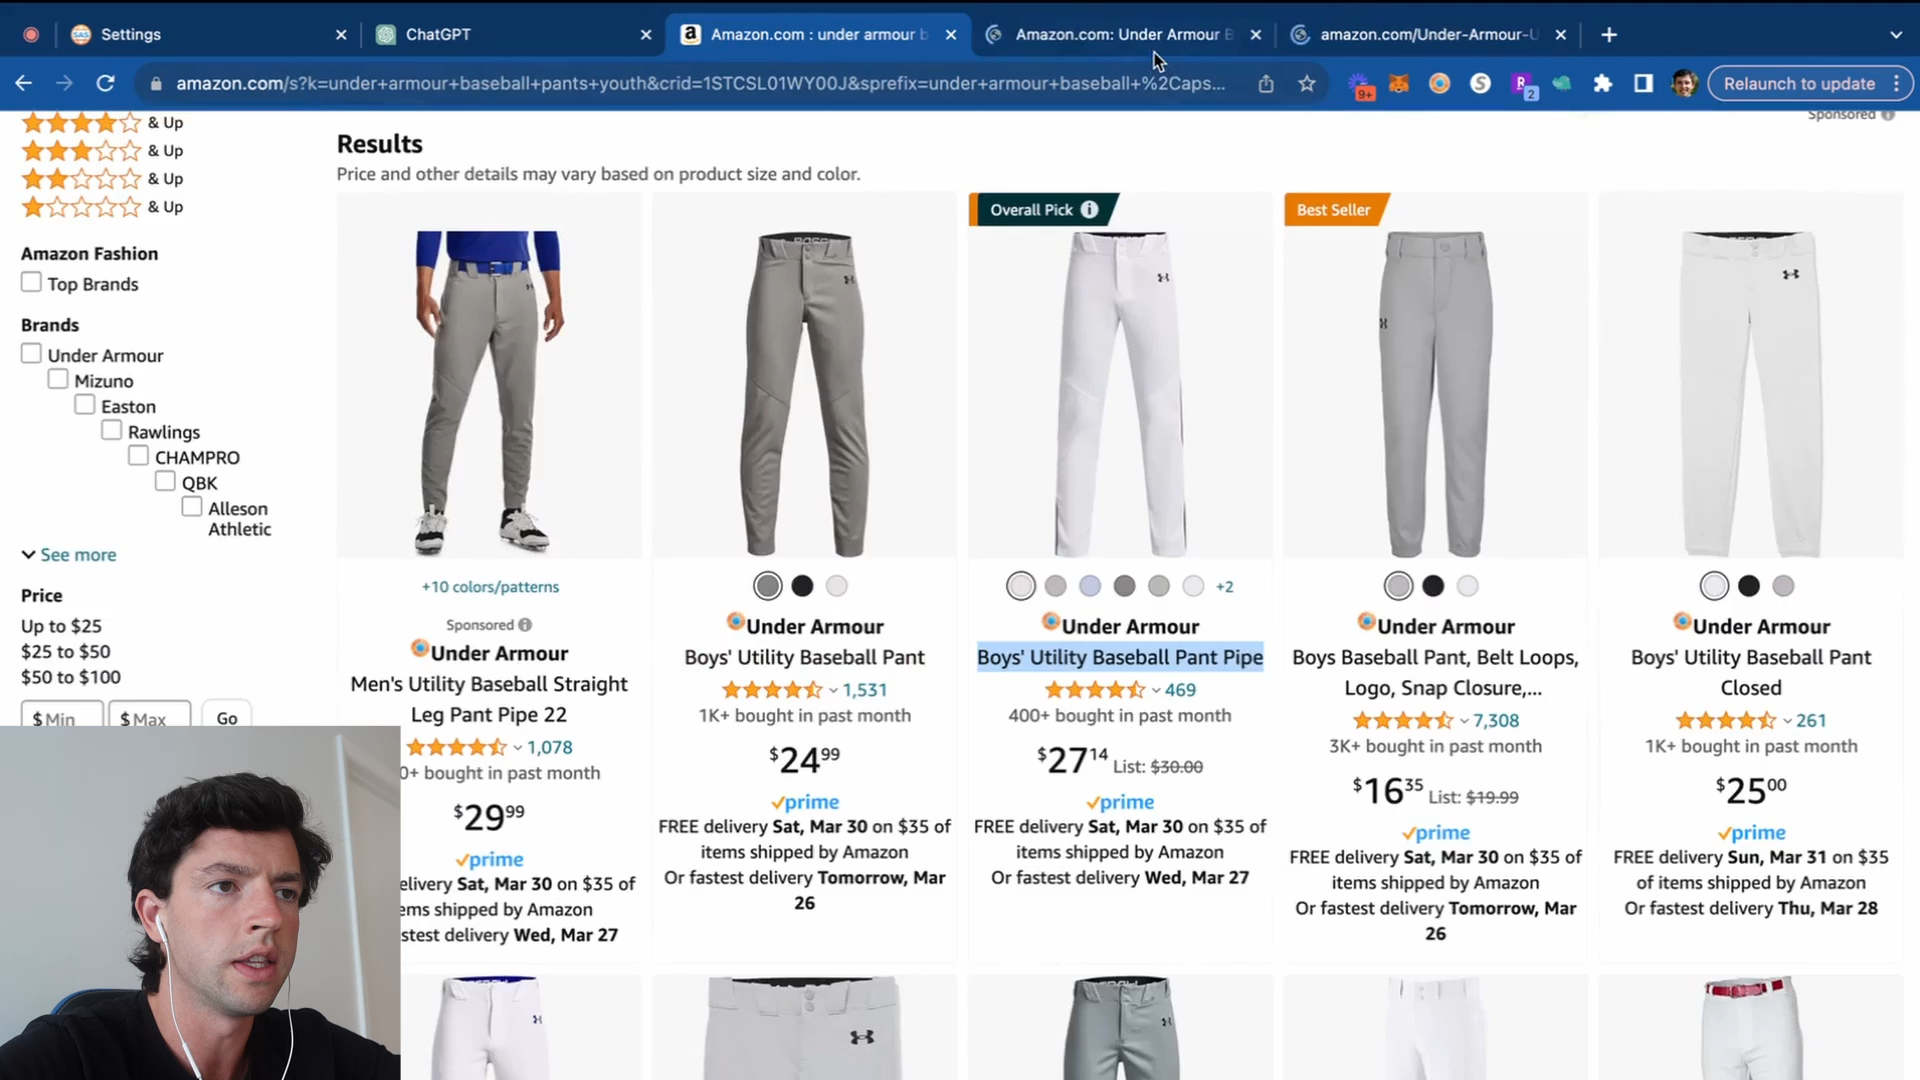 Settings
ChatGPT
Amazon.com : under armour b
Amazon.com: Under Armour B
amazon.com/Under-Armour-U
amazon.com/s?k=under+armour+baseball+pants+youth&crid=1STCSL01WY00J&sprefix=under+armour+baseball+%2Caps...
9+
2
Relaunch to update
& Up
& Up
& Up
& Up
Amazon Fashion
Top Brands
Brands
Under Armour
Mizuno
Easton
Rawlings
CHAMPRO
QBK
Alleson
Athletic
See more
Price
Up to $25
$25 to $50
$50 to $100
$ Min
$ Max
Go
Sponsored
Results
Price and other details may vary based on product size and color.
+10 colors/patterns
Sponsored
Under Armour
Men's Utility Baseball Straight
Leg Pant Pipe 22
1,078
0+ bought in past month
$29 99
prime
elivery Sat, Mar 30 on $35 of
ems shipped by Amazon
stest delivery Wed, Mar 27
Under Armour
Boys' Utility Baseball Pant
1,531
1K+ bought in past month
$24 99
prime
FREE delivery Sat, Mar 30 on $35 of
items shipped by Amazon
Or fastest delivery Tomorrow, Mar
26
Overall Pick
+2
Under Armour
Boys' Utility Baseball Pant Pipe
469
400+ bought in past month
$27 14 List: $30.00
prime
FREE delivery Sat, Mar 30 on $35 of
items shipped by Amazon
Or fastest delivery Wed, Mar 27
Best Seller
Under Armour
Boys Baseball Pant, Belt Loops,
Logo, Snap Closure,...
7,308
3K+ bought in past month
$16 35 List: $19.99
prime
FREE delivery Sat, Mar 30 on $35 of
items shipped by Amazon
Or fastest delivery Tomorrow, Mar
26
Under Armour
Boys' Utility Baseball Pant
Closed
261
1K+ bought in past month
$25 00
prime
FREE delivery Sun, Mar 31 on $35
of items shipped by Amazon
Or fastest delivery Thu, Mar 28